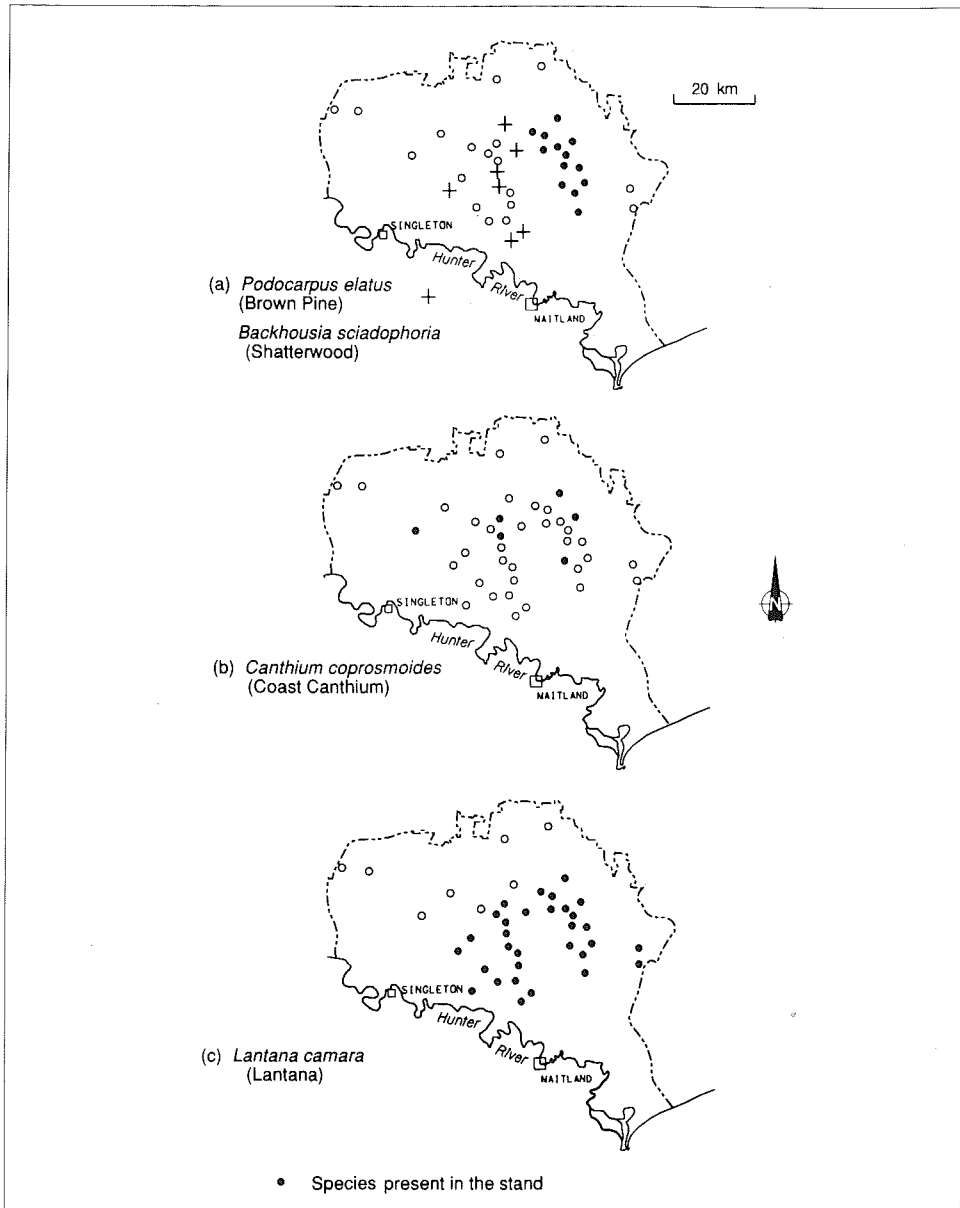 20 km
SINGLETON
Hunter
River
MAITLAND
(a) Podocarpus elatus
(Brown Pine)
Backhousia sciadophoria
(Shatterwood)
SINGLETON
Hunter
River
MAITLAND
N
(b) Canthium coprosmoides
(Coast Canthium)
SINGLETON
Hunter
River
MAITLAND
(c) Lantana camara
(Lantana)
Species present in the stand